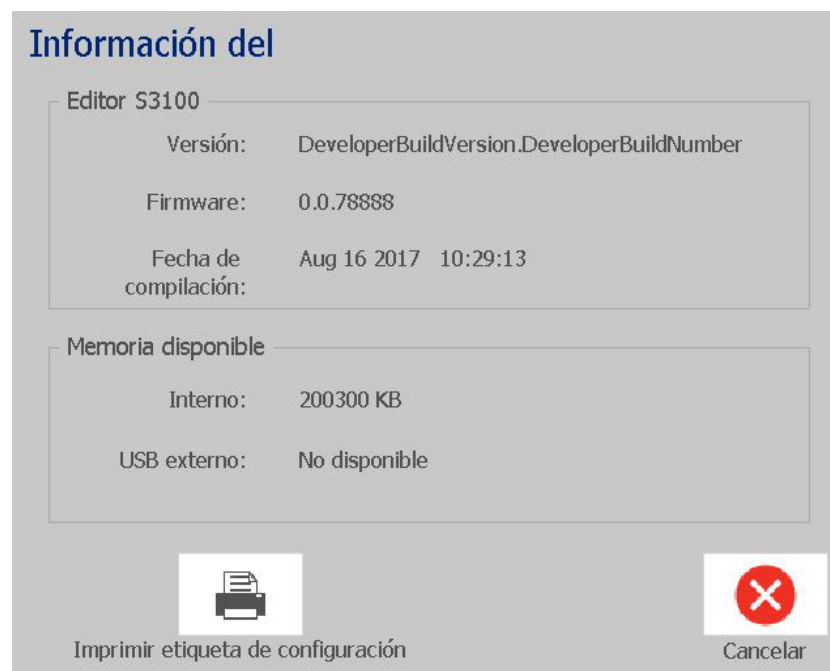 Información del
Editor S3100
Versión: DeveloperBuildVersion.DeveloperBuildNumber
Firmware: 0.0.78888
Fecha de Aug 16 2017 10:29:13
compilación:
Memoria disponible
Interno: 200300 KB
USB externo: No disponible
Imprimir etiqueta de configuración
Cancelar